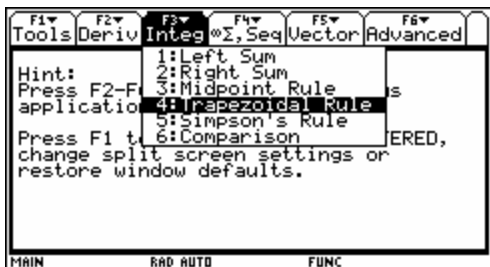 F1 F2 F3 F4 F5 F6
Tools Deriv Integ ∞Σ,Seq Vector Advanced
1:Left Sum
Hint: 2:Right Sum
Press F2-F 3:Midpoint Rule s
applicatio 4:Trapezoidal Rule
5:Simpson's Rule
Press F1 t 6:Comparison ERED,
change split screen settings or
restore window defaults.
MAIN RAD AUTO FUNC